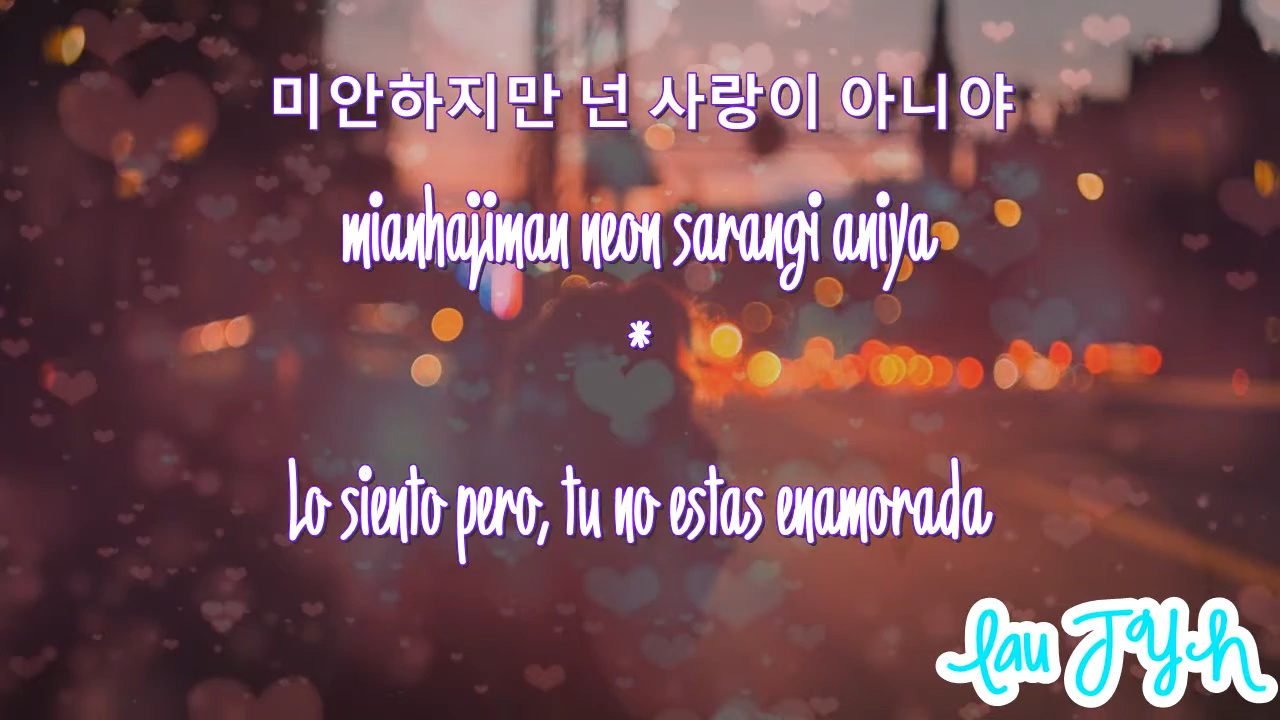 미안하지만 넌 사랑이 아니야
mianhajiman neon sarangi aniya
*
Lo siento pero, tu no estas enamorada
lau JYh